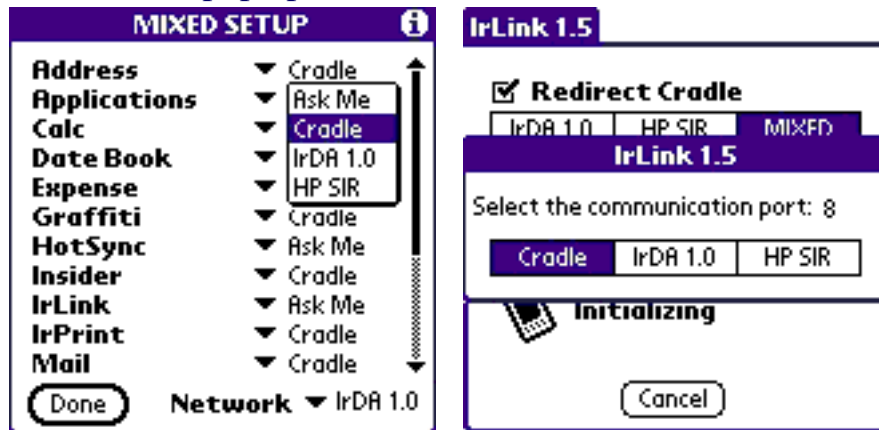 MIXED SETUP
Address Cradle
Applications Ask Me
Calc Cradle
Date Book IrDA 1.0
Expense HP SIR
Graffiti Cradle
HotSync Ask Me
Insider Cradle
IrLink Ask Me
IrPrint Cradle
Mail Cradle
Done Network IrDA 1.0
IrLink 1.5
Redirect Cradle
IrDA 1.0 HP SIR MIXED
IrLink 1.5
Select the communication port: 8
Cradle IrDA 1.0 HP SIR
Initializing
Cancel